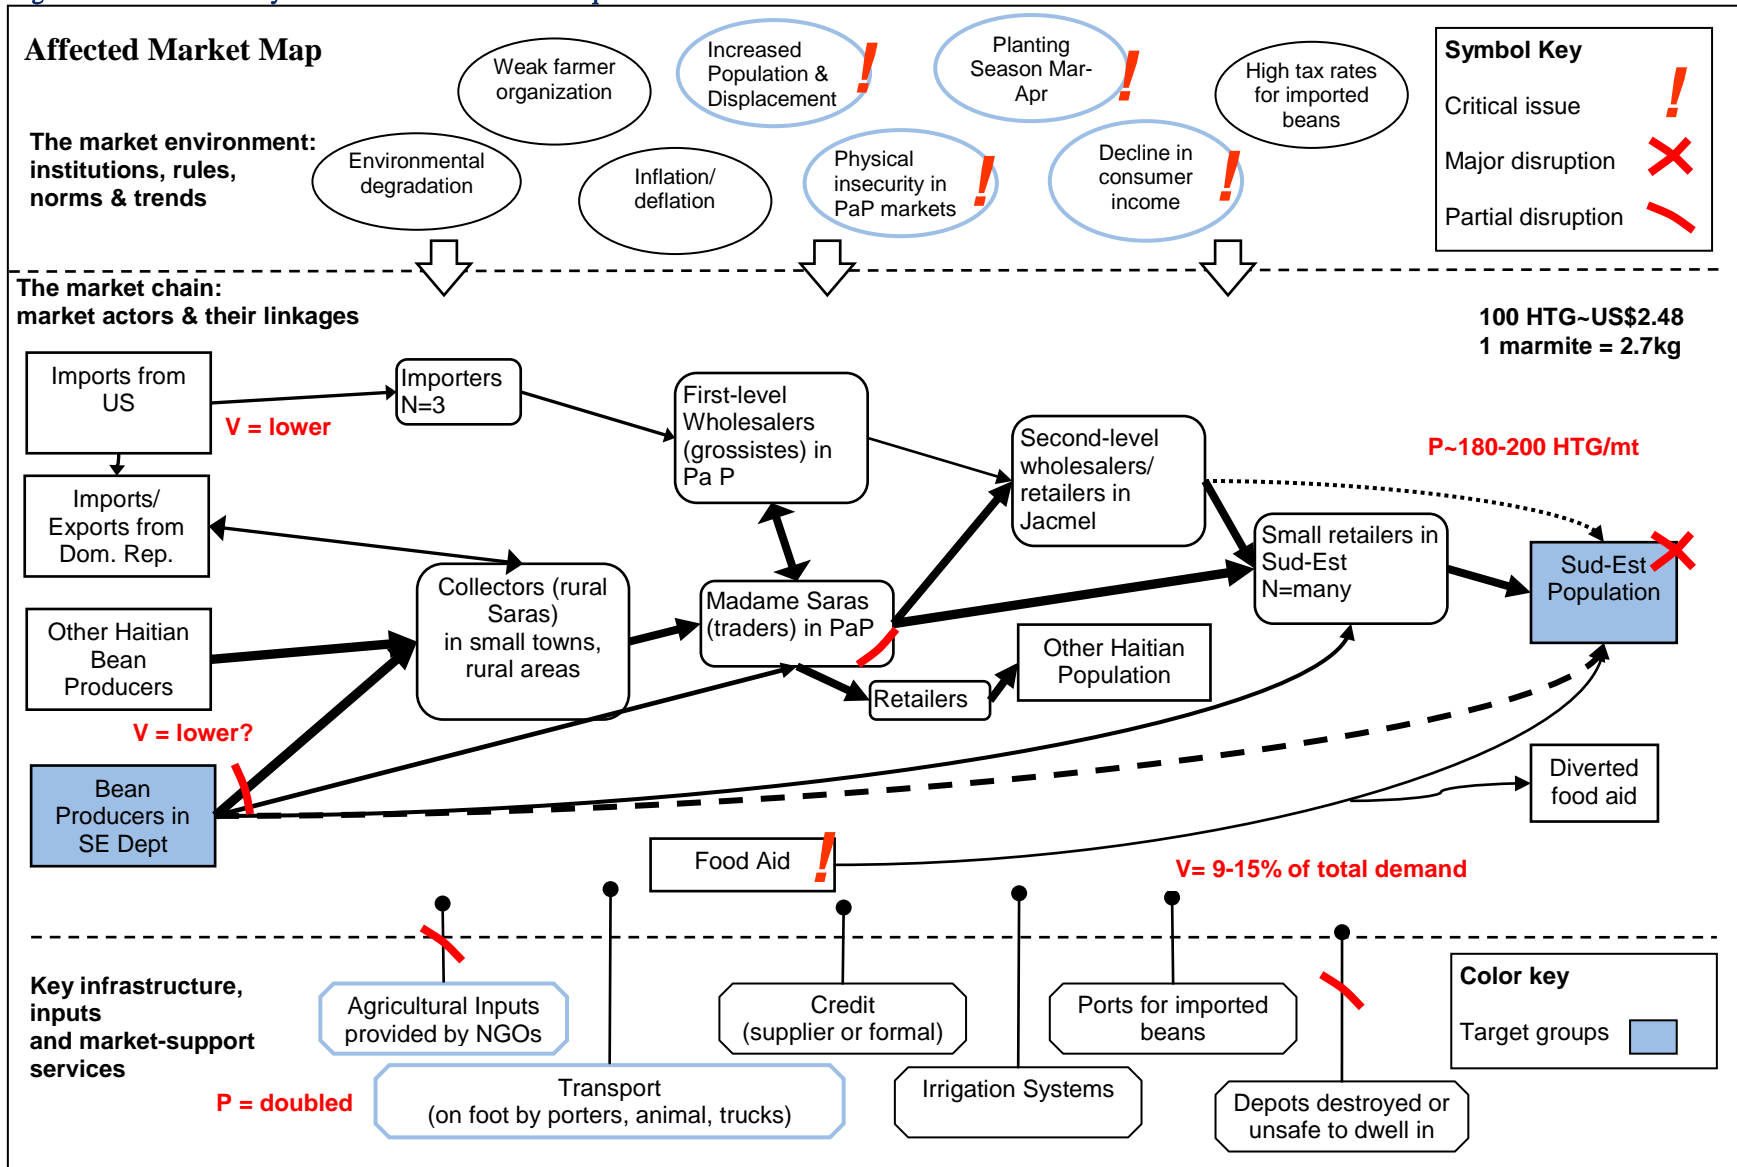 Affected Market Map
The market environment:
institutions, rules,
norms & trends
Weak farmer
organization
Increased
Population &
Displacement
Planting
Season Mar-
Apr
High tax rates
for imported
beans
Environmental
degradation
Inflation/
deflation
Physical
insecurity in
PaP markets
Decline in
consumer
income
Symbol Key
Critical issue
Major disruption
Partial disruption
The market chain:
market actors & their linkages
100 HTG~US$2.48
1 marmite = 2.7kg
Imports from
US
V = lower
Importers
N=3
First-level
Wholesalers
(grossistes) in
Pa P
Second-level
wholesalers/
retailers in
Jacmel
P~180-200 HTG/mt
Imports/
Exports from
Dom. Rep.
Collectors (rural
Saras)
in small towns,
rural areas
Madame Saras
(traders) in PaP
Small retailers in
Sud-Est
N=many
Sud-Est
Population
Other Haitian
Bean
Producers
Retailers
Other Haitian
Population
V = lower?
Bean
Producers in
SE Dept
Diverted
food aid
Food Aid
V= 9-15% of total demand
Key infrastructure,
inputs
and market-support
services
Agricultural Inputs
provided by NGOs
Credit
(supplier or formal)
Ports for imported
beans
P = doubled
Transport
(on foot by porters, animal, trucks)
Irrigation Systems
Depots destroyed or
unsafe to dwell in
Color key
Target groups